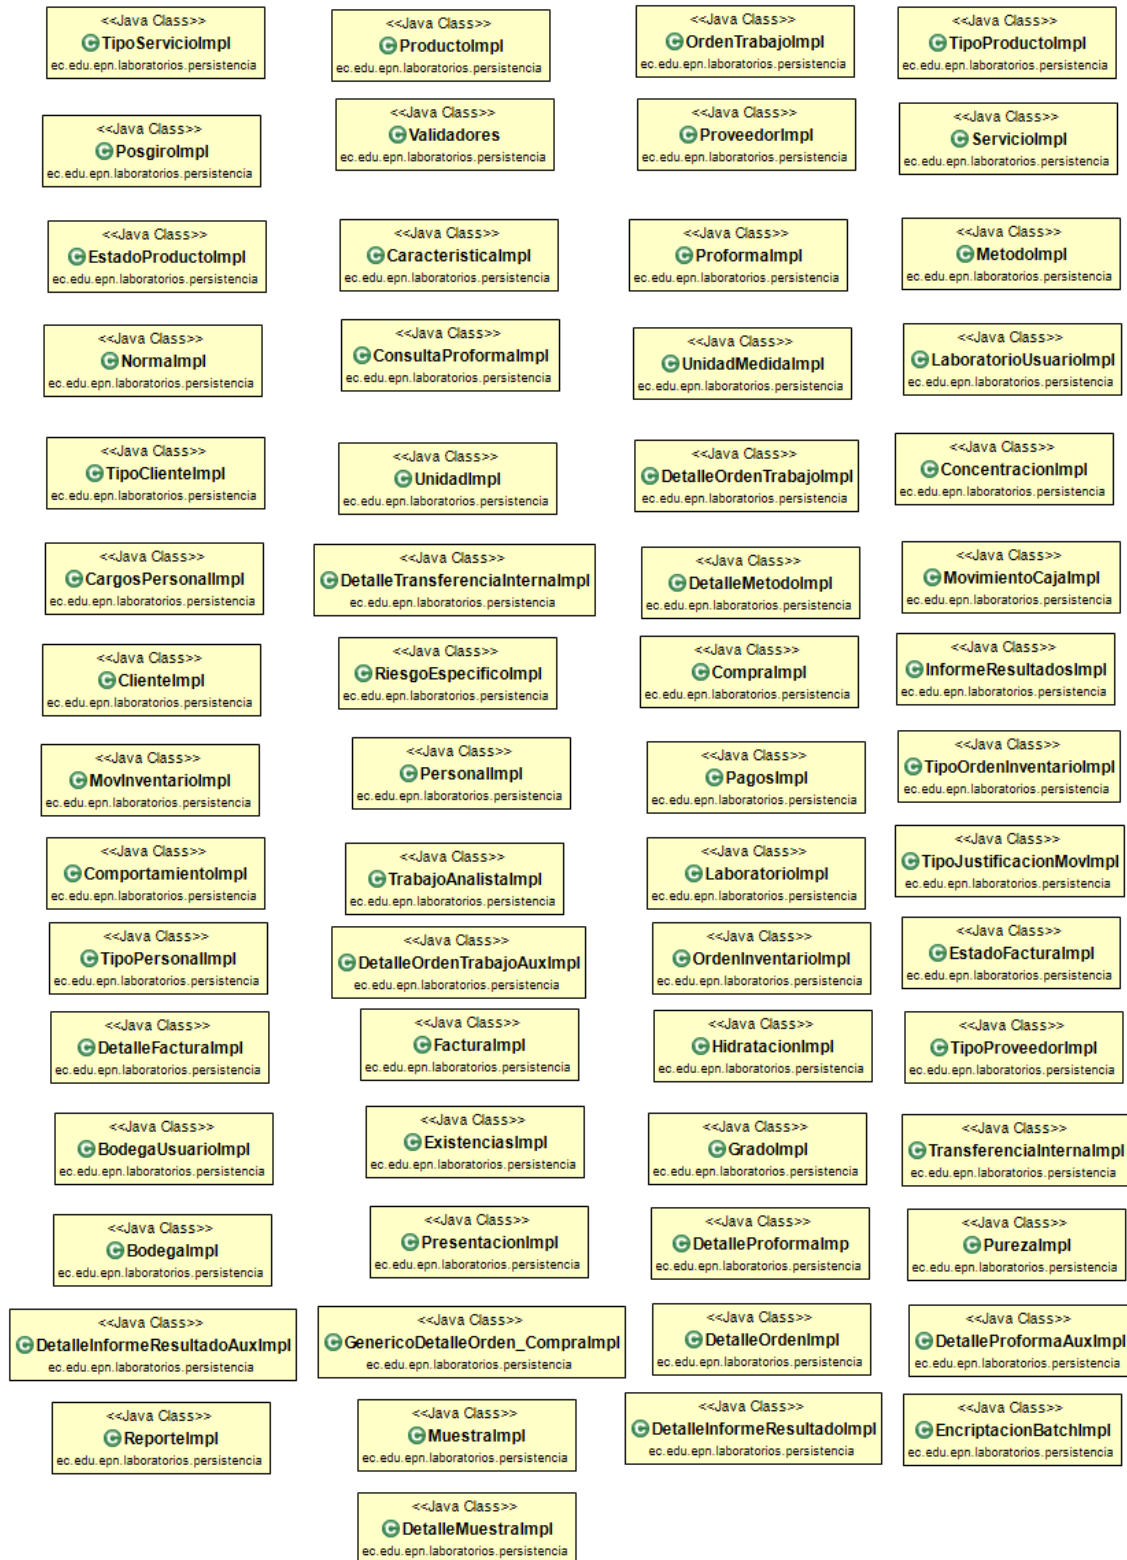 <<Java Class>>
TipoServicioImpl
ec.edu.epn.laboratorios.persistencia
<<Java Class>>
ProductoImpl
ec.edu.epn.laboratorios.persistencia
<<Java Class>>
OrdenTrabajoImpl
ec.edu.epn.laboratorios.persistencia
<<Java Class>>
TipoProductoImpl
ec.edu.epn.laboratorios.persistencia
<<Java Class>>
PosgiroImpl
ec.edu.epn.laboratorios.persistencia
<<Java Class>>
Validadores
ec.edu.epn.laboratorios.persistencia
<<Java Class>>
ProveedorImpl
ec.edu.epn.laboratorios.persistencia
<<Java Class>>
ServicioImpl
ec.edu.epn.laboratorios.persistencia
<<Java Class>>
EstadoProductoImpl
ec.edu.epn.laboratorios.persistencia
<<Java Class>>
CaracteristicaImpl
ec.edu.epn.laboratorios.persistencia
<<Java Class>>
ProformaImpl
ec.edu.epn.laboratorios.persistencia
<<Java Class>>
MetodoImpl
ec.edu.epn.laboratorios.persistencia
<<Java Class>>
NormaImpl
ec.edu.epn.laboratorios.persistencia
<<Java Class>>
ConsultaProformaImpl
ec.edu.epn.laboratorios.persistencia
<<Java Class>>
UnidadMedidaImpl
ec.edu.epn.laboratorios.persistencia
<<Java Class>>
LaboratorioUsuarioImpl
ec.edu.epn.laboratorios.persistencia
<<Java Class>>
TipoClienteImpl
ec.edu.epn.laboratorios.persistencia
<<Java Class>>
UnidadImpl
ec.edu.epn.laboratorios.persistencia
<<Java Class>>
DetalleOrdenTrabajoImpl
ec.edu.epn.laboratorios.persistencia
<<Java Class>>
ConcentracionImpl
ec.edu.epn.laboratorios.persistencia
<<Java Class>>
CargosPersonalImpl
ec.edu.epn.laboratorios.persistencia
<<Java Class>>
DetalleTransferenciaInternaImpl
ec.edu.epn.laboratorios.persistencia
<<Java Class>>
DetalleMetodoImpl
ec.edu.epn.laboratorios.persistencia
<<Java Class>>
MovimientoCajaImpl
ec.edu.epn.laboratorios.persistencia
<<Java Class>>
ClienteImpl
ec.edu.epn.laboratorios.persistencia
<<Java Class>>
RiesgoEspecificoImpl
ec.edu.epn.laboratorios.persistencia
<<Java Class>>
CompraImpl
ec.edu.epn.laboratorios.persistencia
<<Java Class>>
InformeResultadosImpl
ec.edu.epn.laboratorios.persistencia
<<Java Class>>
MovInventarioImpl
ec.edu.epn.laboratorios.persistencia
<<Java Class>>
PersonalImpl
ec.edu.epn.laboratorios.persistencia
<<Java Class>>
PagosImpl
ec.edu.epn.laboratorios.persistencia
<<Java Class>>
TipoOrdenInventarioImpl
ec.edu.epn.laboratorios.persistencia
<<Java Class>>
ComportamientoImpl
ec.edu.epn.laboratorios.persistencia
<<Java Class>>
TrabajoAnalistaImpl
ec.edu.epn.laboratorios.persistencia
<<Java Class>>
LaboratorioImpl
ec.edu.epn.laboratorios.persistencia
<<Java Class>>
TipoJustificacionMovImpl
ec.edu.epn.laboratorios.persistencia
<<Java Class>>
TipoPersonalImpl
ec.edu.epn.laboratorios.persistencia
<<Java Class>>
DetalleOrdenTrabajoAuxImpl
ec.edu.epn.laboratorios.persistencia
<<Java Class>>
OrdenInventarioImpl
ec.edu.epn.laboratorios.persistencia
<<Java Class>>
EstadoFacturaImpl
ec.edu.epn.laboratorios.persistencia
<<Java Class>>
DetalleFacturaImpl
ec.edu.epn.laboratorios.persistencia
<<Java Class>>
FacturaImpl
ec.edu.epn.laboratorios.persistencia
<<Java Class>>
HidratacionImpl
ec.edu.epn.laboratorios.persistencia
<<Java Class>>
TipoProveedorImpl
ec.edu.epn.laboratorios.persistencia
<<Java Class>>
BodegaUsuarioImpl
ec.edu.epn.laboratorios.persistencia
<<Java Class>>
ExistenciasImpl
ec.edu.epn.laboratorios.persistencia
<<Java Class>>
GradoImpl
ec.edu.epn.laboratorios.persistencia
<<Java Class>>
TransferenciaInternaImpl
ec.edu.epn.laboratorios.persistencia
<<Java Class>>
BodegaImpl
ec.edu.epn.laboratorios.persistencia
<<Java Class>>
PresentacionImpl
ec.edu.epn.laboratorios.persistencia
<<Java Class>>
DetalleProformaImp
ec.edu.epn.laboratorios.persistencia
<<Java Class>>
PurezaImpl
ec.edu.epn.laboratorios.persistencia
<<Java Class>>
DetalleInformeResultadoAuxImpl
ec.edu.epn.laboratorios.persistencia
<<Java Class>>
GenericoDetalleOrden_CompraImpl
ec.edu.epn.laboratorios.persistencia
<<Java Class>>
DetalleOrdenImpl
ec.edu.epn.laboratorios.persistencia
<<Java Class>>
DetalleProformaAuxImpl
ec.edu.epn.laboratorios.persistencia
<<Java Class>>
ReporteImpl
ec.edu.epn.laboratorios.persistencia
<<Java Class>>
MuestraImpl
ec.edu.epn.laboratorios.persistencia
<<Java Class>>
DetalleInformeResultadoImpl
ec.edu.epn.laboratorios.persistencia
<<Java Class>>
EncriptacionBatchImpl
ec.edu.epn.laboratorios.persistencia
<<Java Class>>
DetalleMuestraImpl
ec.edu.epn.laboratorios.persistencia